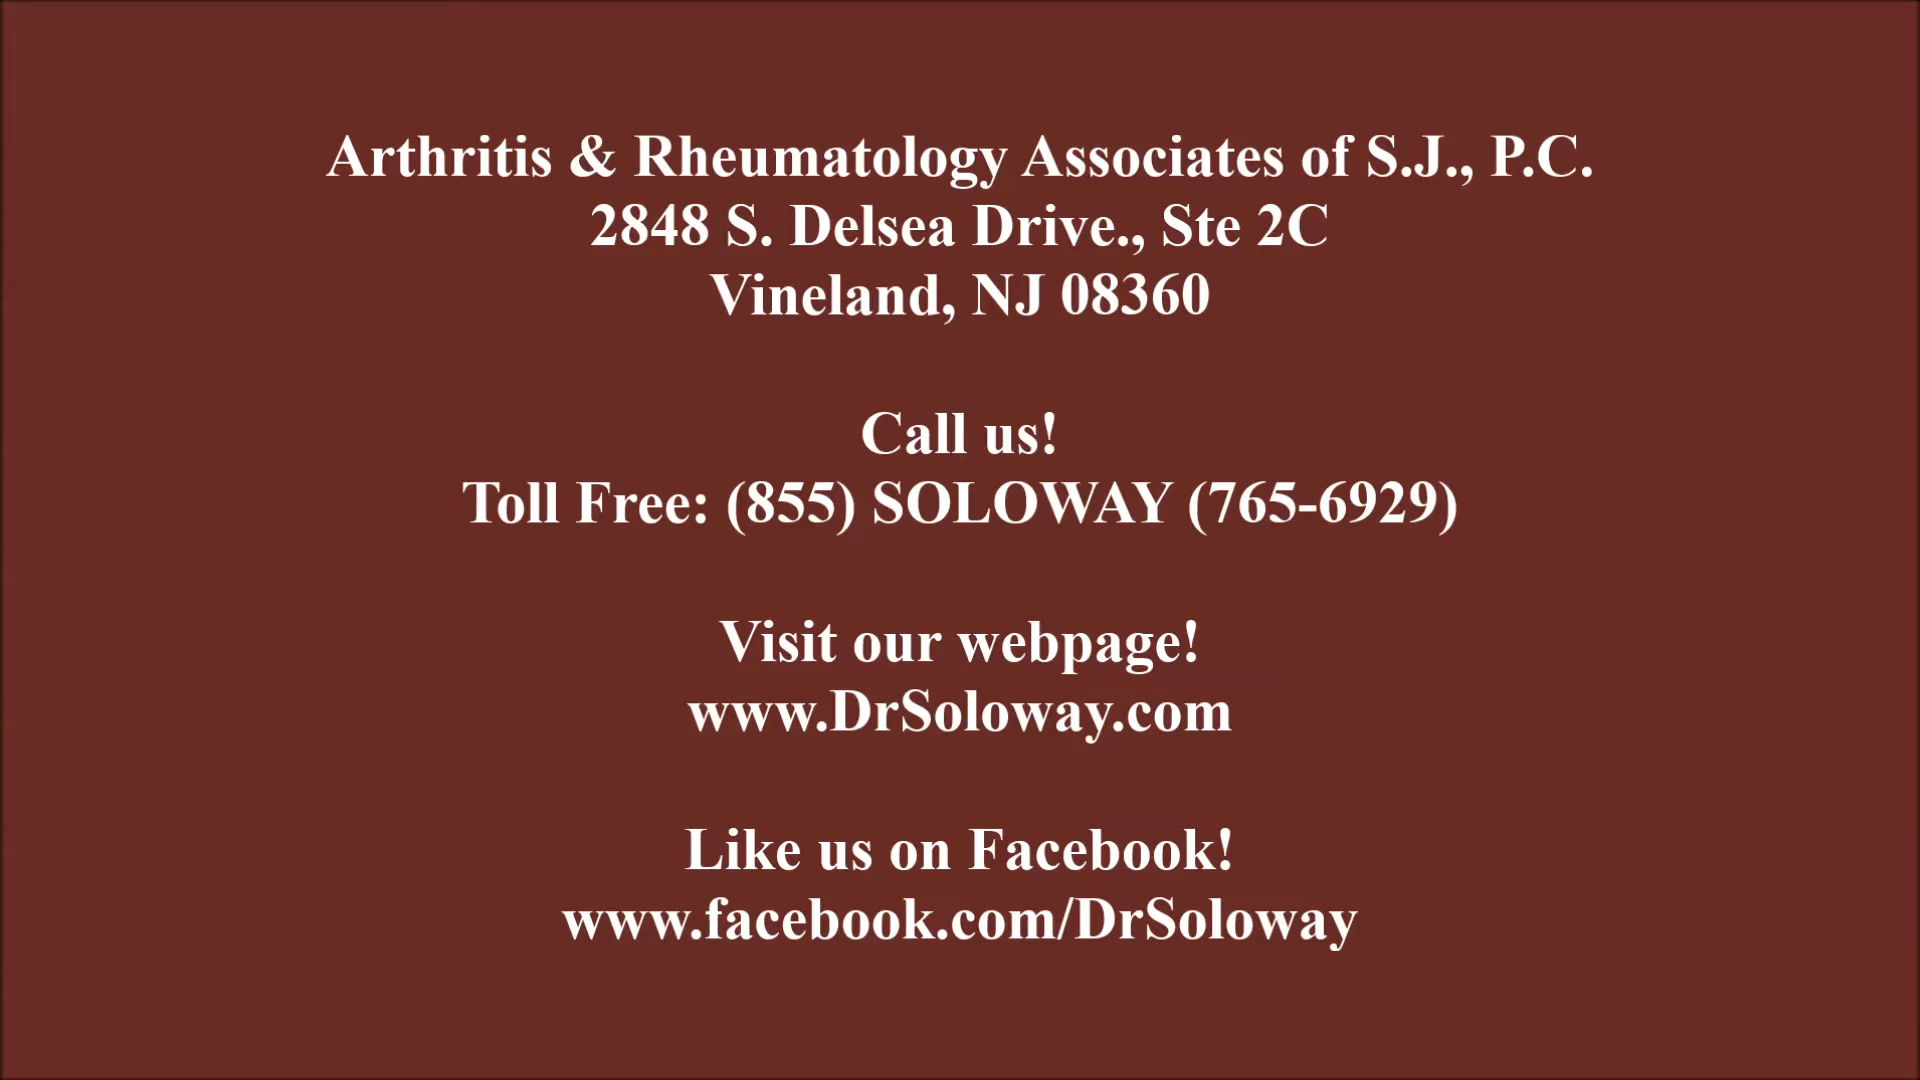 Arthritis & Rheumatology Associates of S.J., P.C.
2848 S. Delsea Drive., Ste 2C
Vineland, NJ 08360
Call us!
Toll Free: (855) SOLOWAY (765-6929)
Visit our webpage!
www.DrSoloway.com
Like us on Facebook!
www.facebook.com/DrSoloway